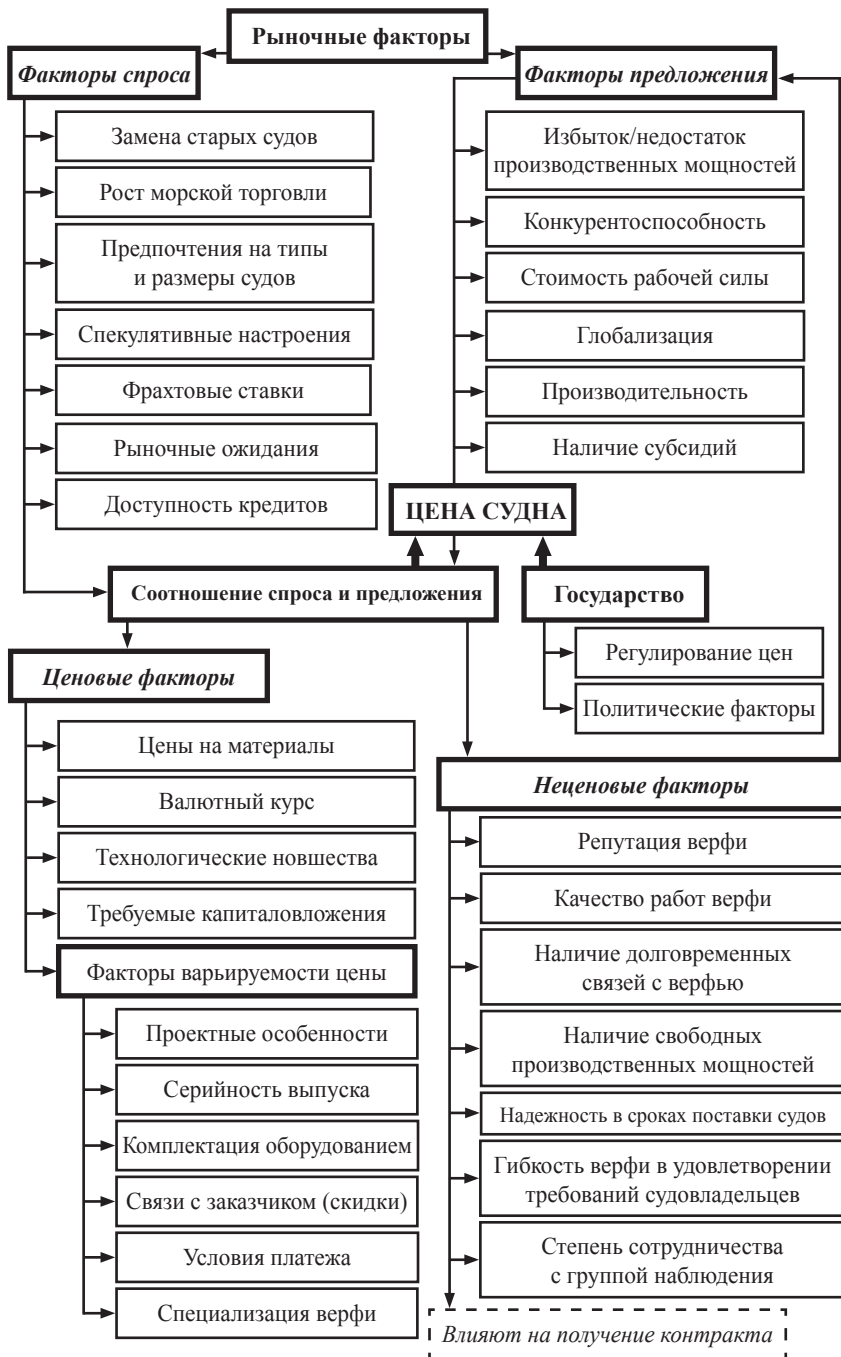 Рыночные факторы
Факторы спроса
Замена старых судов
Рост морской торговли
Предпочтения на типы
и размеры судов
Спекулятивные настроения
Фрахтовые ставки
Рыночные ожидания
Доступность кредитов
Факторы предложения
Избыток/недостаток
производственных мощностей
Конкурентоспособность
Стоимость рабочей силы
Глобализация
Производительность
Наличие субсидий
ЦЕНА СУДНА
Соотношение спроса и предложения
Государство
Регулирование цен
Политические факторы
Ценовые факторы
Цены на материалы
Валютный курс
Технологические новшества
Требуемые капиталовложения
Факторы варьируемости цены
Проектные особенности
Серийность выпуска
Комплектация оборудованием
Связи с заказчиком (скидки)
Условия платежа
Специализация верфи
Неценовые факторы
Репутация верфи
Качество работ верфи
Наличие долговременных
связей с верфью
Наличие свободных
производственных мощностей
Надежность в сроках поставки судов
Гибкость верфи в удовлетворении
требований судовладельцев
Степень сотрудничества
с группой наблюдения
Влияют на получение контракта